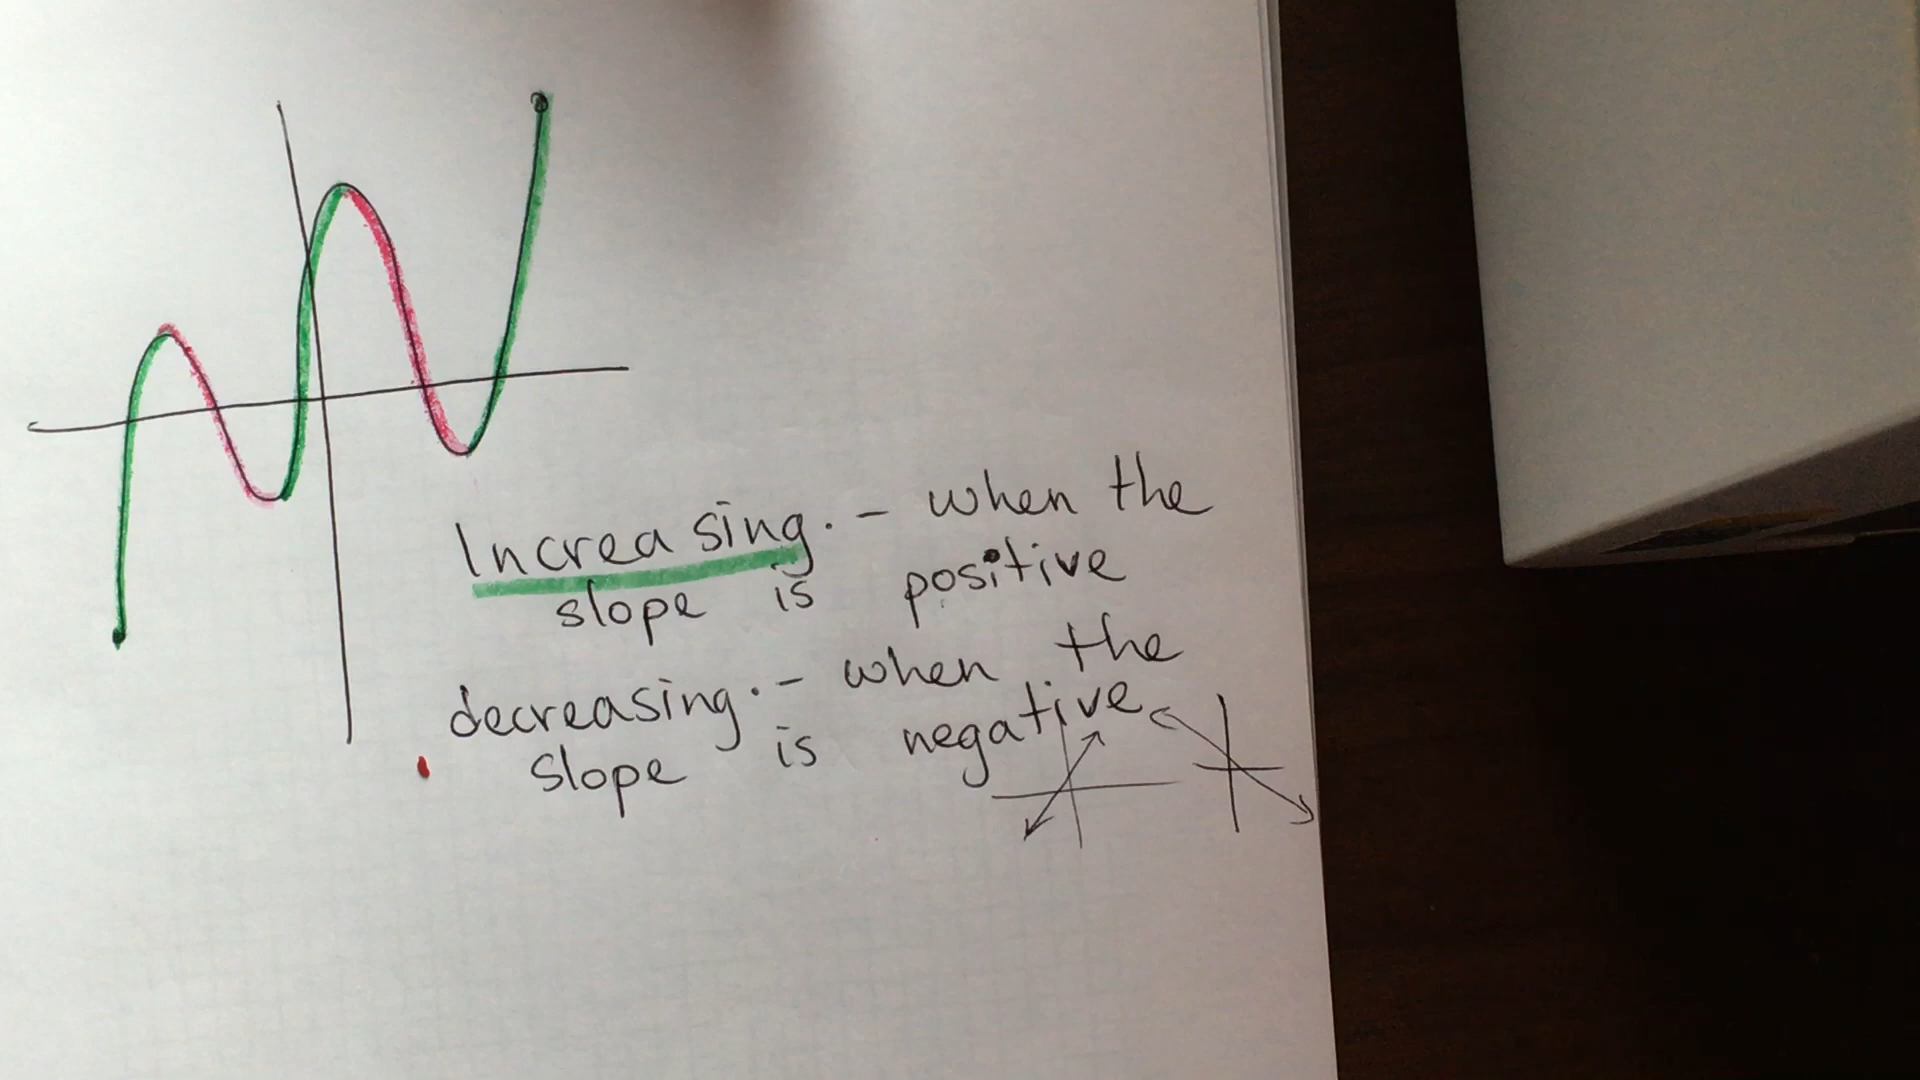 Increasing. - when the
slope is positive
decreasing. - when the
slope is negative